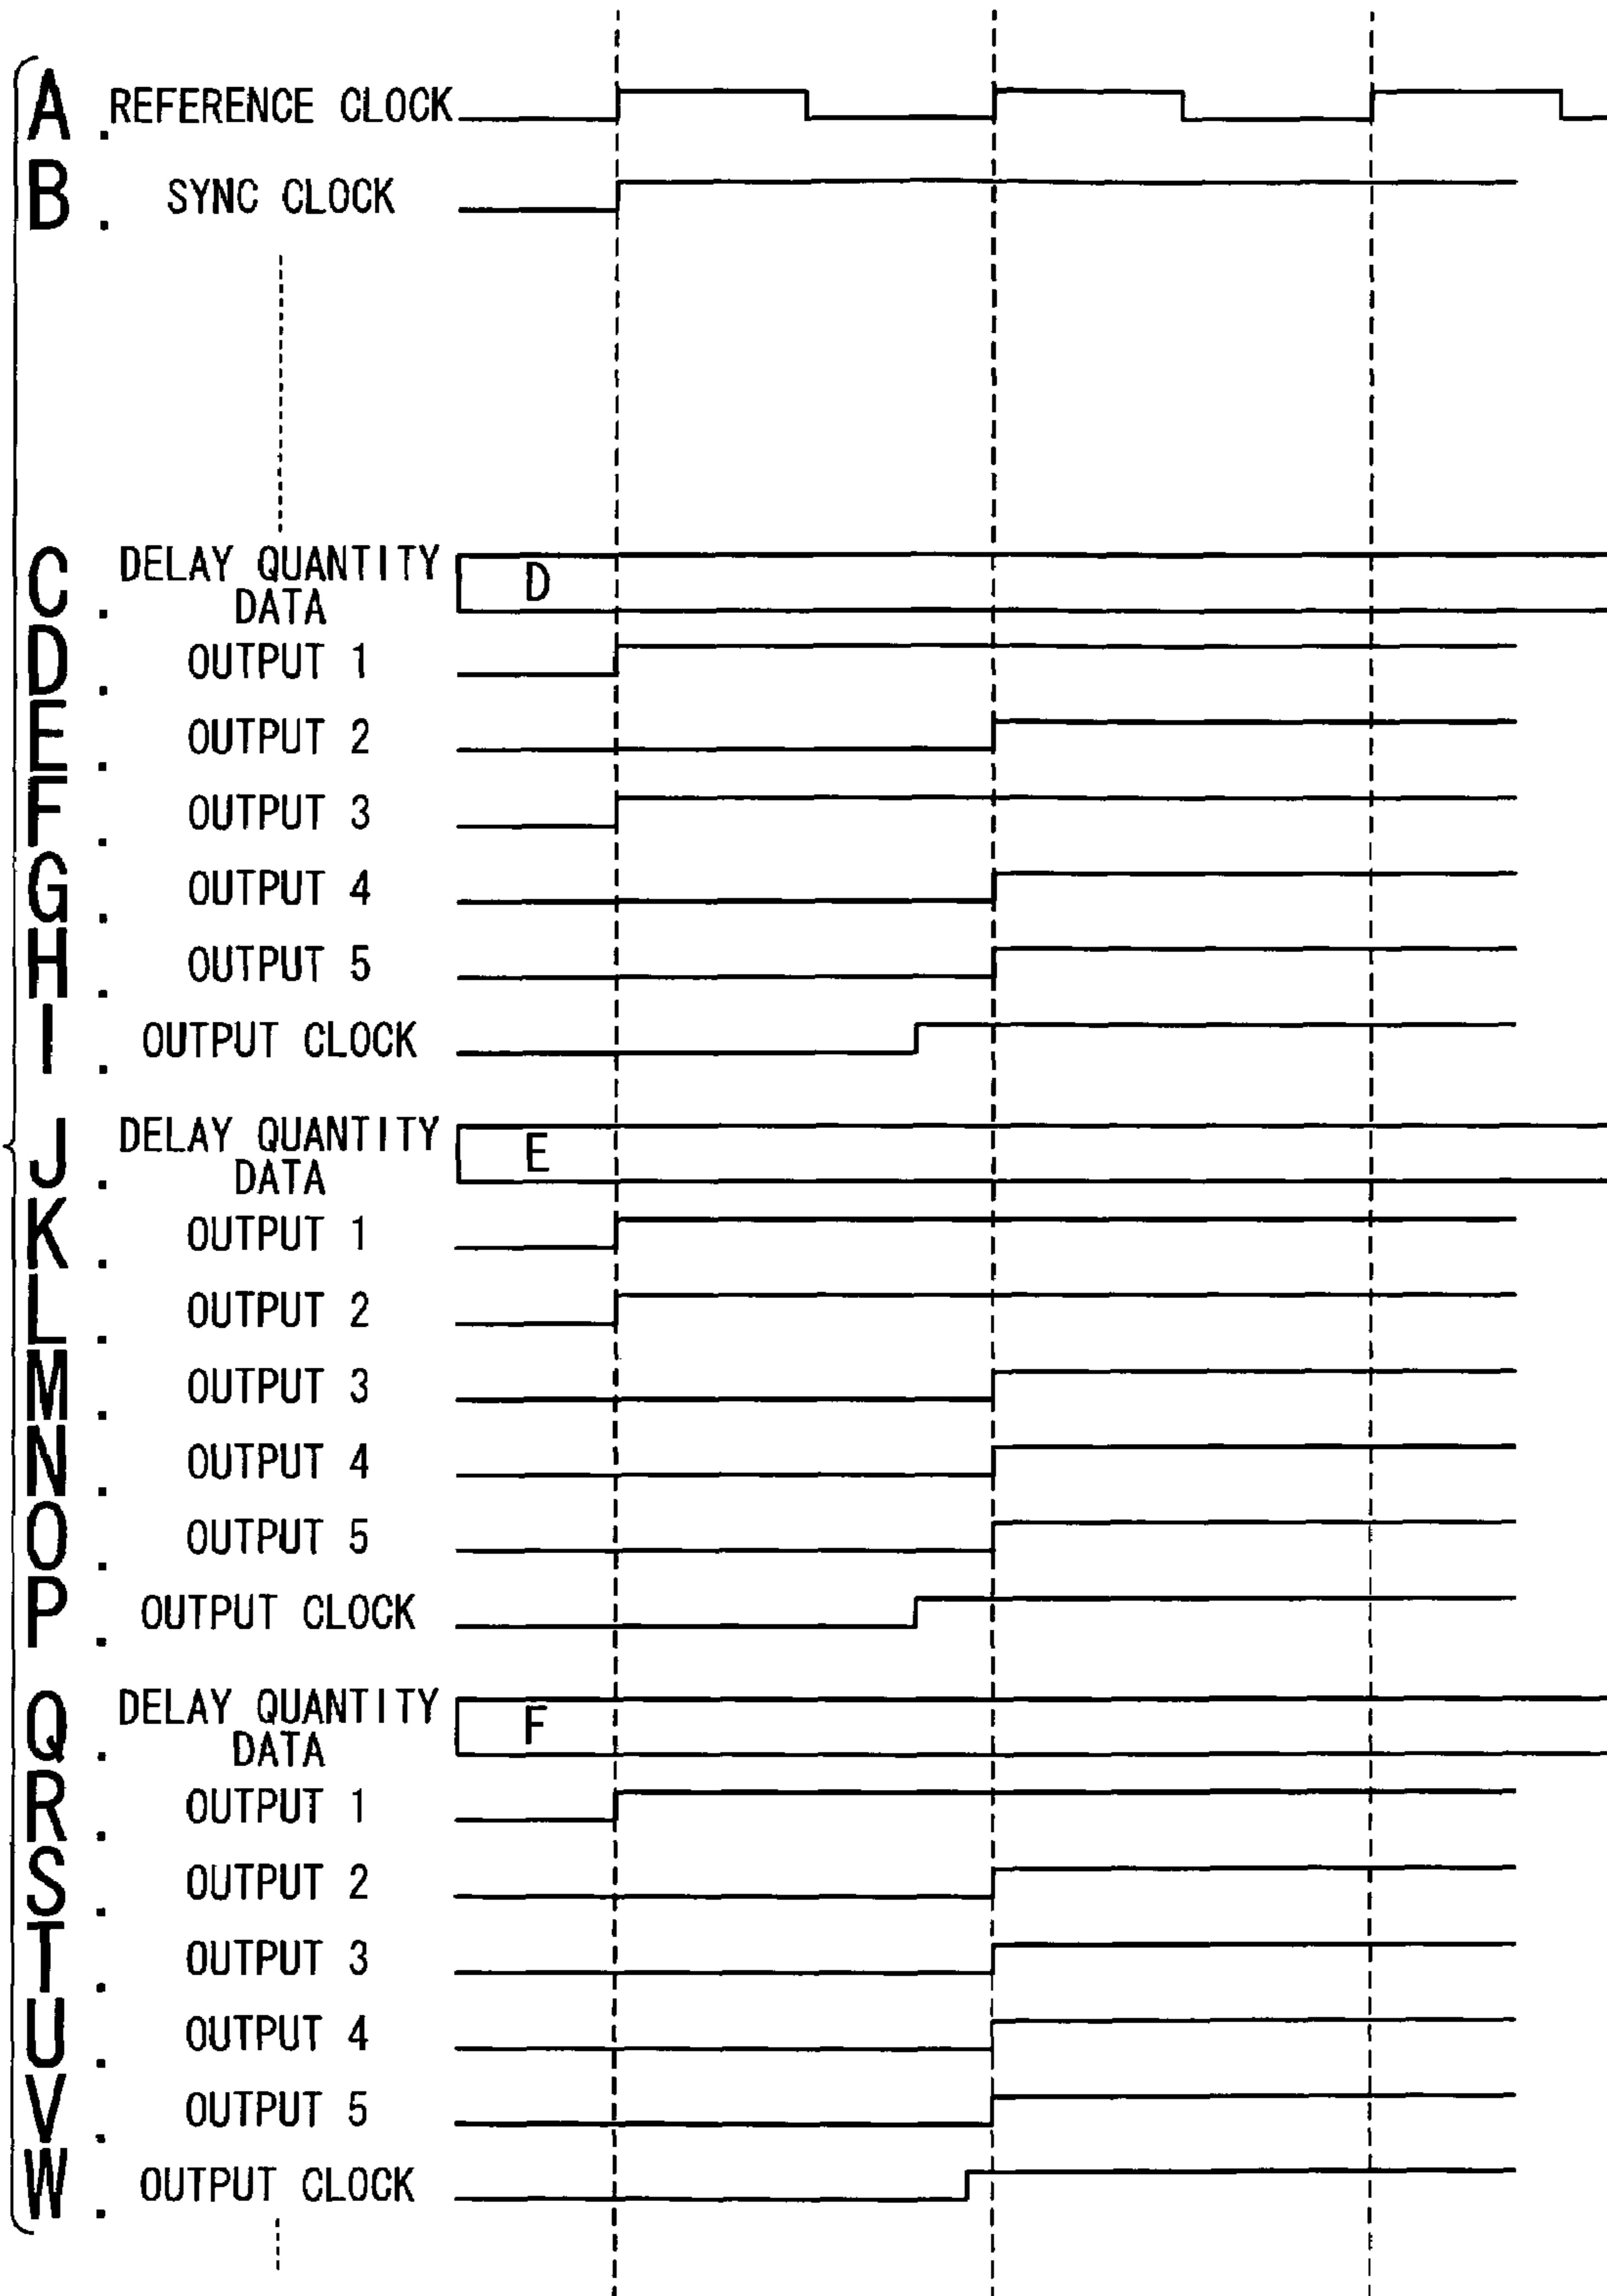 A. REFERENCE CLOCK
B. SYNC CLOCK
C. DELAY QUANTITY
DATA
D
D. OUTPUT 1
E. OUTPUT 2
F. OUTPUT 3
G. OUTPUT 4
H. OUTPUT 5
I. OUTPUT CLOCK
J. DELAY QUANTITY
DATA
E
K. OUTPUT 1
L. OUTPUT 2
M. OUTPUT 3
N. OUTPUT 4
O. OUTPUT 5
P. OUTPUT CLOCK
Q. DELAY QUANTITY
DATA
F
R. OUTPUT 1
S. OUTPUT 2
T. OUTPUT 3
U. OUTPUT 4
V. OUTPUT 5
W. OUTPUT CLOCK